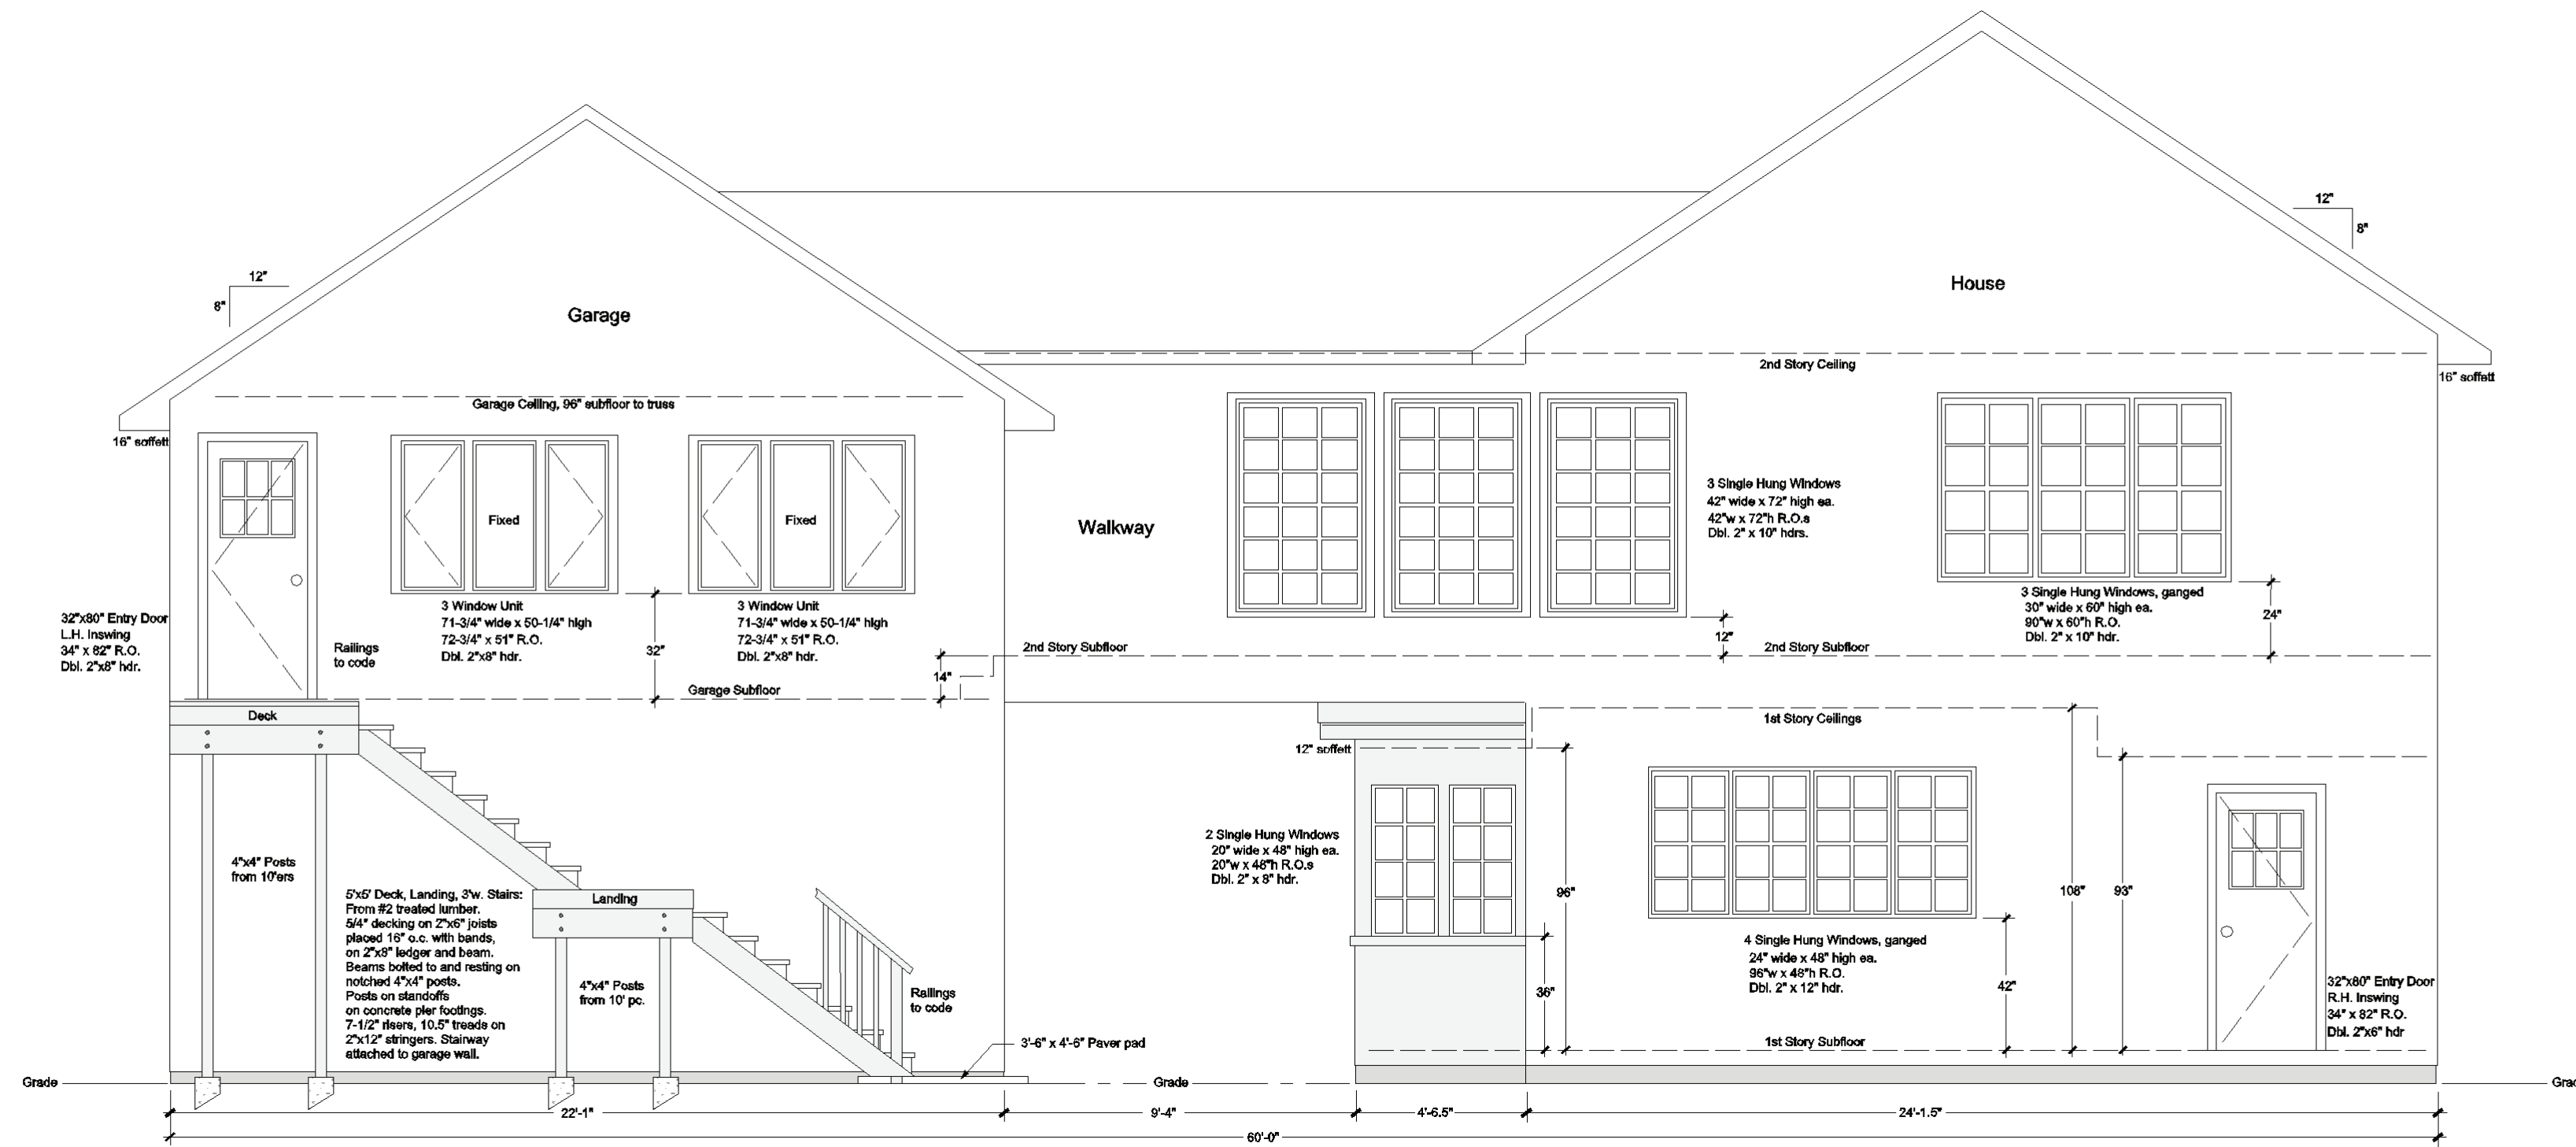 12"
8"
Garage
Garage Ceiling, 96" subfloor to truss
16" soffett
Fixed
Fixed
32"x80" Entry Door
L.H. Inswing
34" x 82" R.O.
Dbl. 2"x8" hdr.
Railings
to code
3 Window Unit
71-3/4" wide x 50-1/4" high
72-3/4" x 51" R.O.
Dbl. 2"x8" hdr.
32"
3 Window Unit
71-3/4" wide x 50-1/4" high
72-3/4" x 51" R.O.
Dbl. 2"x8" hdr.
Garage Subfloor
14"
Deck
4"x4" Posts
from 10'ers
5'x5' Deck, Landing, 3'w. Stairs:
From #2 treated lumber.
5/4" decking on 2"x6" joists
placed 16" o.c. with bands,
on 2"x8" ledger and beam.
Beams bolted to and resting on
notched 4"x4" posts.
Posts on standoffs
on concrete pier footings.
7-1/2" risers, 10.5" treads on
2"x12" stringers. Stairway
attached to garage wall.
Landing
4"x4" Posts
from 10' pc.
Railings
to code
3'-6" x 4'-6" Paver pad
Walkway
2nd Story Subfloor
12"
8"
House
2nd Story Ceiling
16" soffett
3 Single Hung Windows
42" wide x 72" high ea.
42"w x 72"h R.O.s
Dbl. 2" x 10" hdrs.
12"
3 Single Hung Windows, ganged
30" wide x 60" high ea.
90"w x 60"h R.O.
Dbl. 2" x 10" hdr.
24"
2nd Story Subfloor
1st Story Ceilings
12" soffett
2 Single Hung Windows
20" wide x 48" high ea.
20"w x 48"h R.O.s
Dbl. 2" x 8" hdr.
96"
36"
4 Single Hung Windows, ganged
24" wide x 48" high ea.
96"w x 48"h R.O.
Dbl. 2" x 12" hdr.
42"
108"
93"
32"x80" Entry Door
R.H. Inswing
34" x 82" R.O.
Dbl. 2"x6" hdr
1st Story Subfloor
Grade
Grade
Grad
22'-1"
9'-4"
4'-6.5"
24'-1.5"
60'-0"